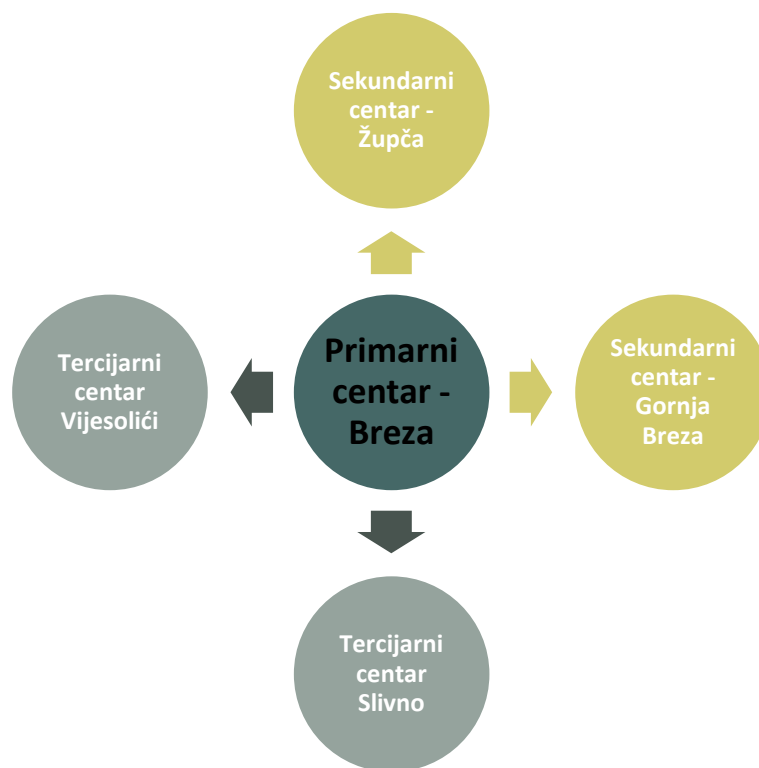 Sekundarni
centar -
Župča
Tercijarni
centar
Vijesolići
Primarni
centar -
Breza
Sekundarni
centar -
Gornja
Breza
Tercijarni
centar
Slivno